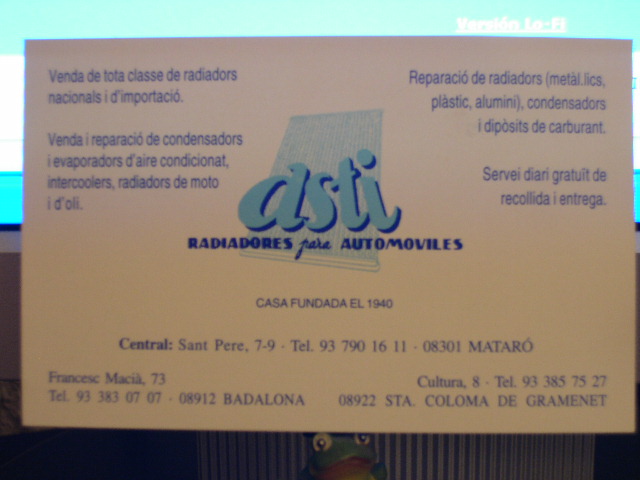 Versión Lo-Fi
Venda de tota classe de radiadors
nacionals i d'importació.
Venda i reparació de condensadors
i evaporadors d'aire condicionat,
intercoolers, radiadors de moto
i d'oli.
Reparació de radiadors (metàl.lics,
plàstic, alumini), condensadors
i dipòsits de carburant.
Servei diari gratuït de
recollida i entrega.
asti
RADIADORES para AUTOMOVILES
CASA FUNDADA EL 1940
Central: Sant Pere, 7-9 · Tel. 93 790 16 11 · 08301 MATARÓ
Francesc Macià, 73
Tel. 93 383 07 07 · 08912 BADALONA
Cultura, 8 · Tel. 93 385 75 27
08922 STA. COLOMA DE GRAMENET